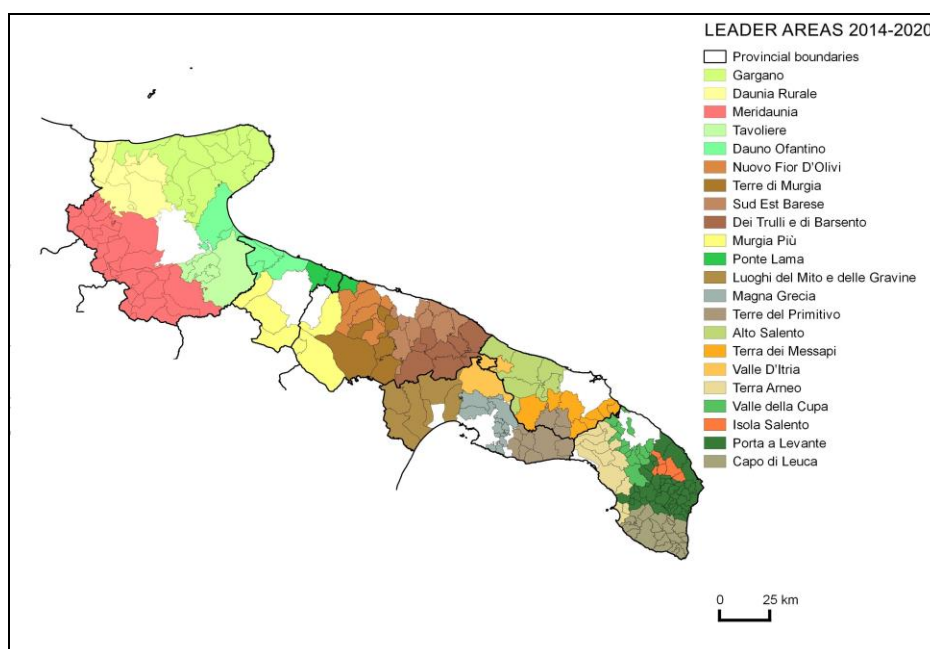 LEADER AREAS 2014-2020
Provincial boundaries
Gargano
Daunia Rurale
Meridaunia
Tavoliere
Dauno Ofantino
Nuovo Fior D'Olivi
Terre di Murgia
Sud Est Barese
Dei Trulli e di Barsento
Murgia Più
Ponte Lama
Luoghi del Mito e delle Gravine
Magna Grecia
Terre del Primitivo
Alto Salento
Terra dei Messapi
Valle D'Itria
Terra Arneo
Valle della Cupa
Isola Salento
Porta a Levante
Capo di Leuca
0 25 km